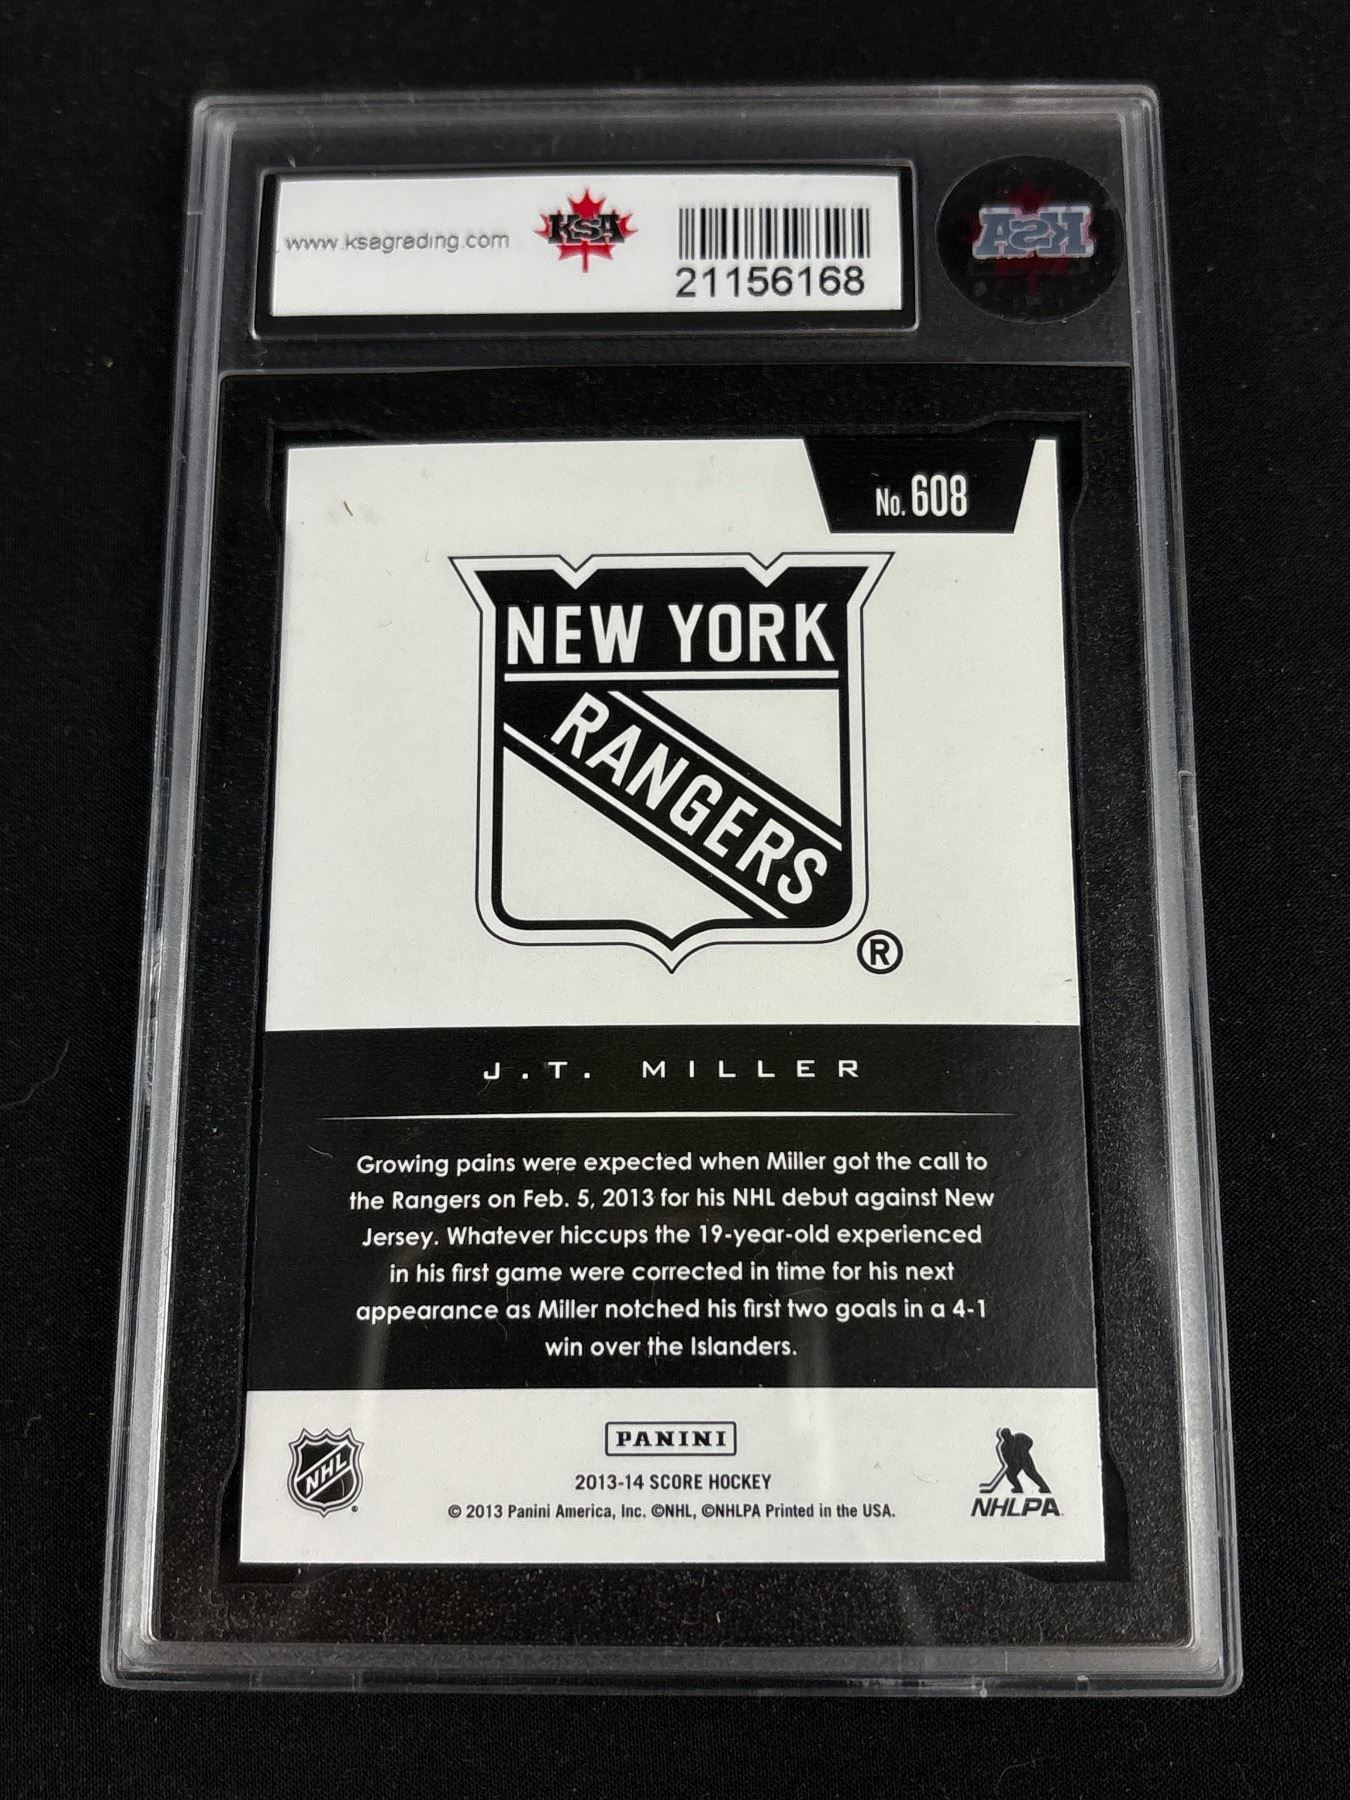 www.ksagrading.com
KSA
21156168
KSA
No. 608
NEW YORK
RANGERS
®
J.T. MILLER
Growing pains were expected when Miller got the call to
the Rangers on Feb. 5, 2013 for his NHL debut against New
Jersey. Whatever hiccups the 19-year-old experienced
in his first game were corrected in time for his next
appearance as Miller notched his first two goals in a 4-1
win over the Islanders.
NHL
PANINI
2013-14 SCORE HOCKEY
© 2013 Panini America, Inc. ©NHL, ©NHLPA Printed in the USA.
NHLPA